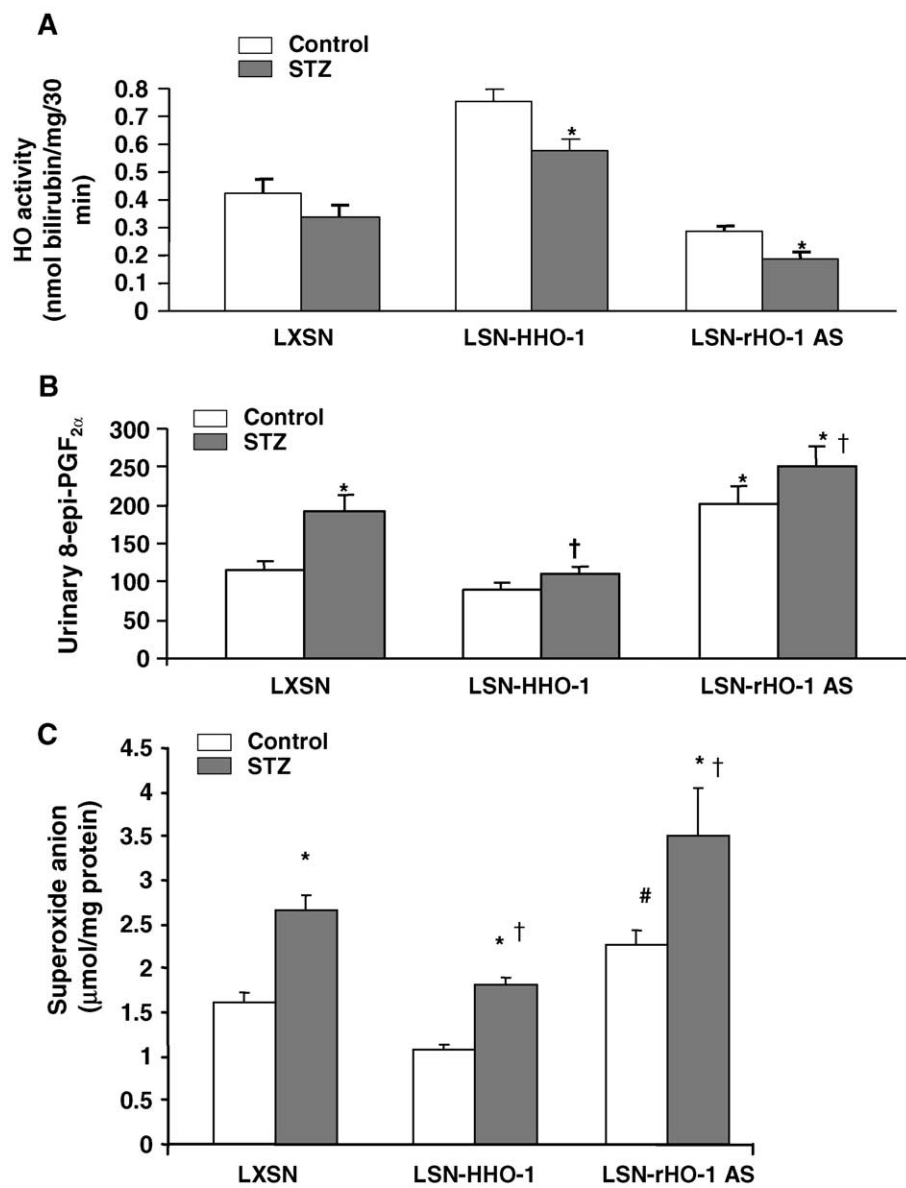 A
Control
STZ
HO activity
(nmol bilirubin/mg/30
min)
0.8
0.7
0.6
0.5
0.4
0.3
0.2
0.1
0
*
*
LXSN
LSN-HHO-1
LSN-rHO-1 AS
B
Control
STZ
Urinary 8-epi-PGF2α
300
250
200
150
100
50
0
*
†
*
* †
LXSN
LSN-HHO-1
LSN-rHO-1 AS
C
Control
STZ
Superoxide anion
(μmol/mg protein)
4.5
4
3.5
3
2.5
2
1.5
1
0.5
0
*
* †
#
* †
LXSN
LSN-HHO-1
LSN-rHO-1 AS